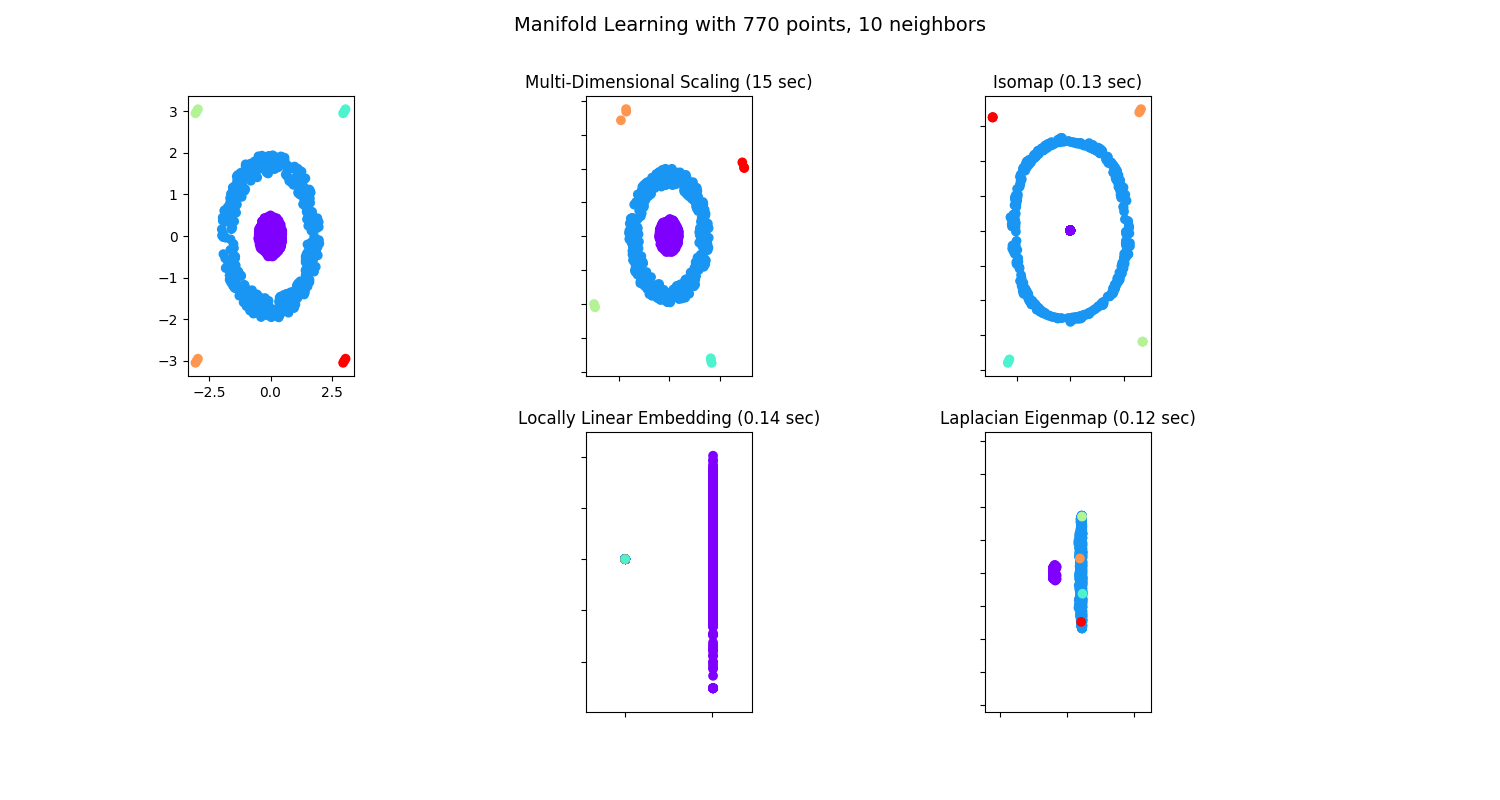 Manifold Learning with 770 points, 10 neighbors
Multi-Dimensional Scaling (15 sec)
Isomap (0.13 sec)
3
2
1
0
−1
−2
−3
−2.5 0.0 2.5
Locally Linear Embedding (0.14 sec)
Laplacian Eigenmap (0.12 sec)